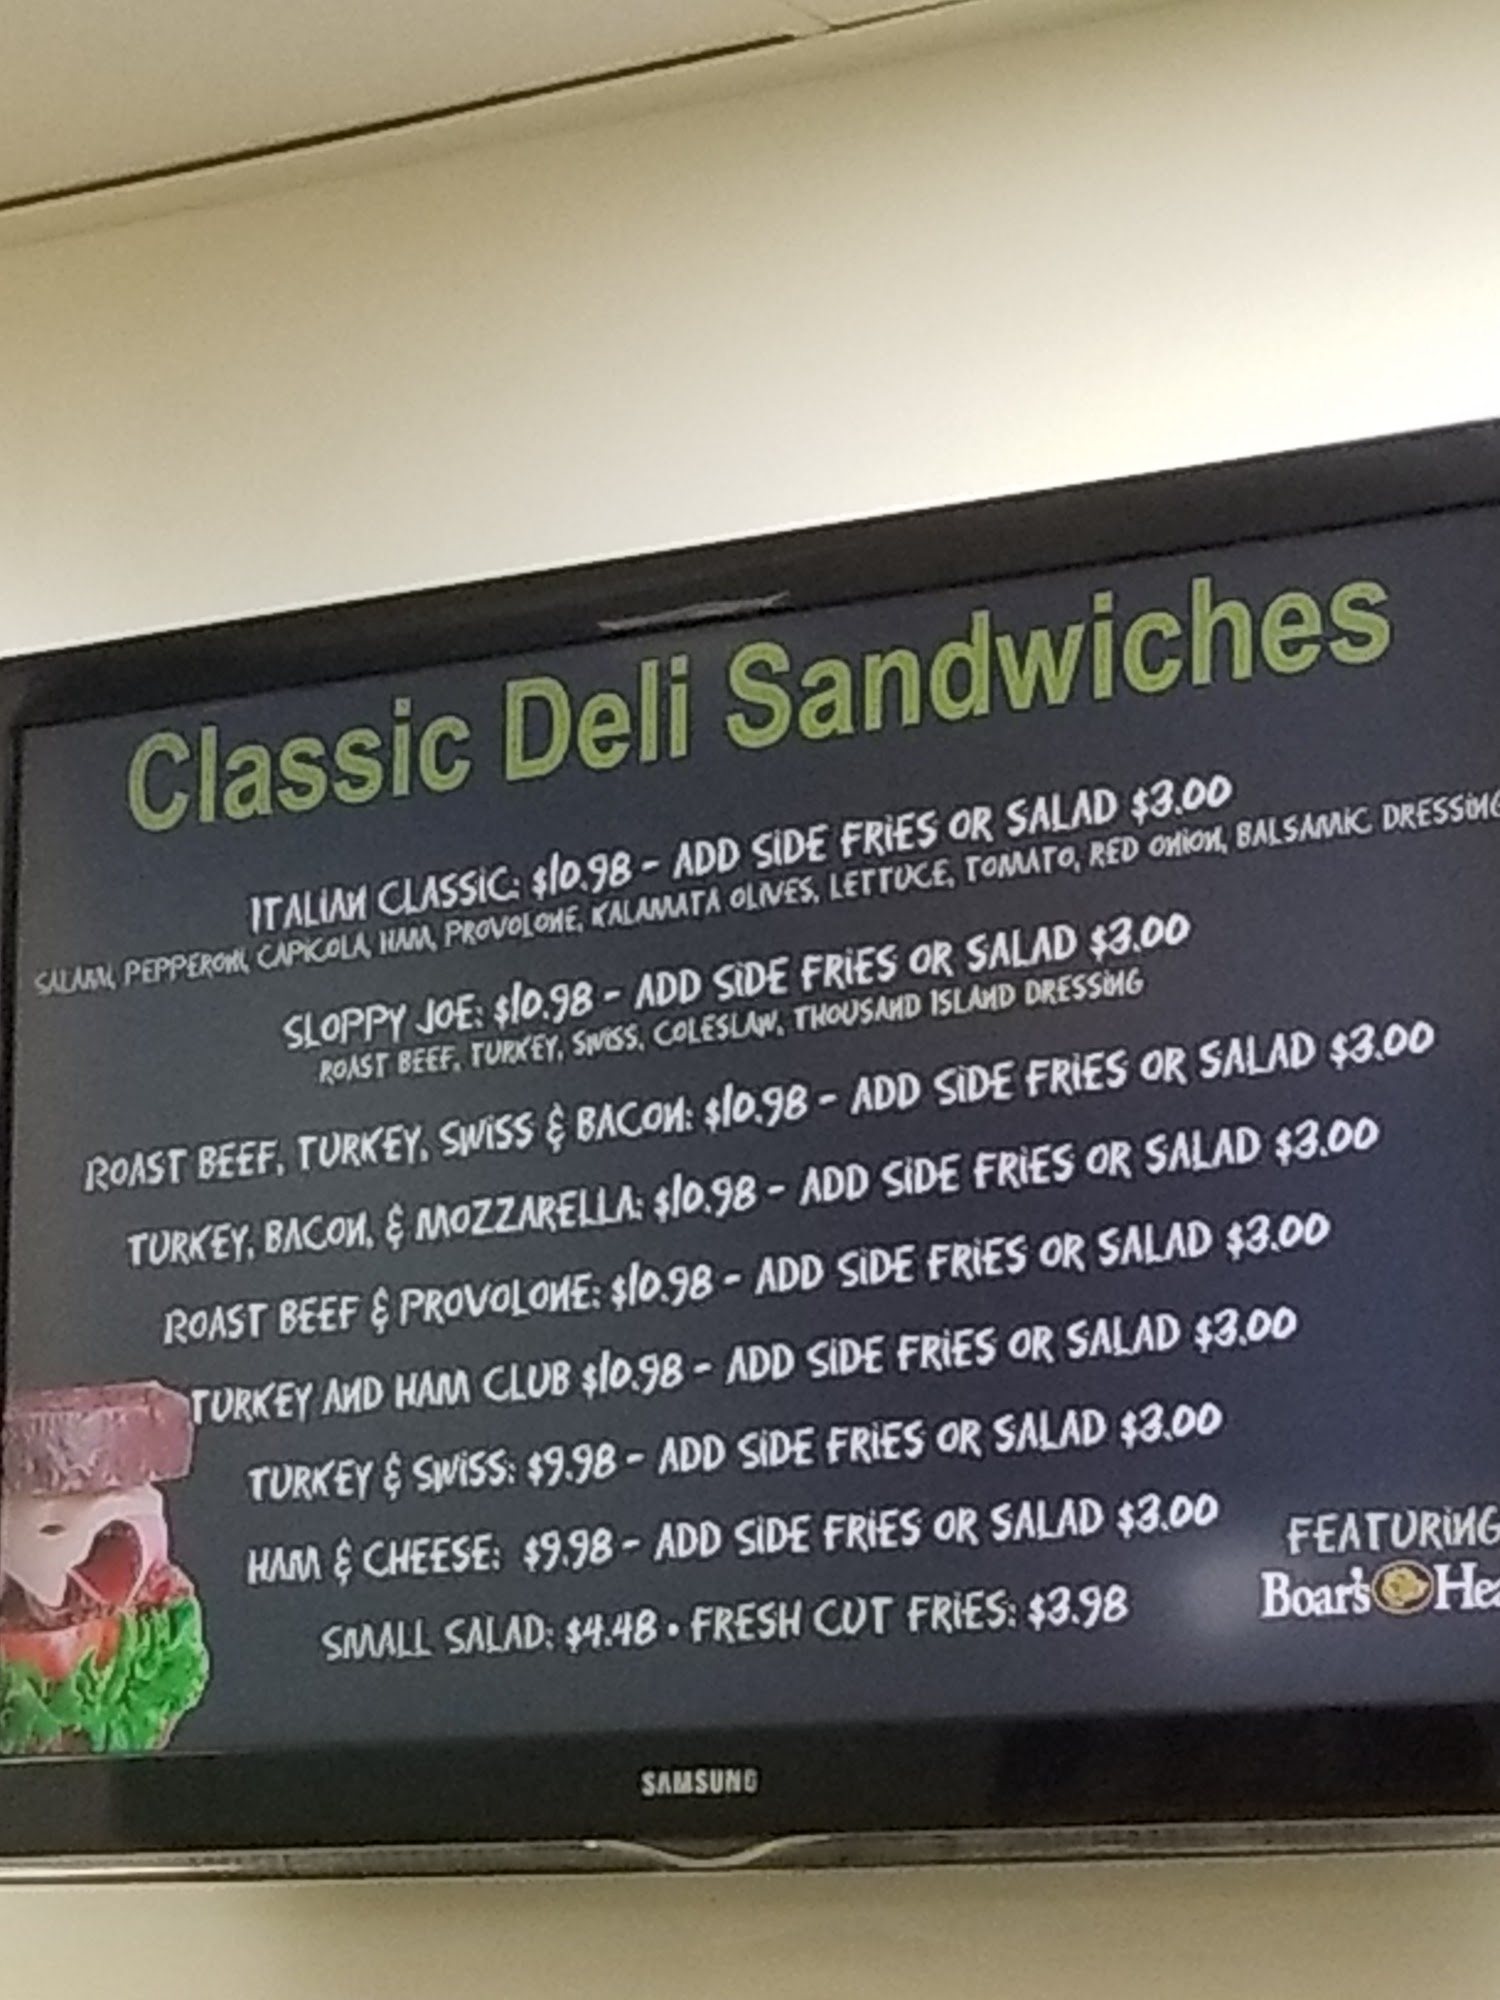 Classic Deli Sandwiches
ITALIAN CLASSIC: $10.98 - ADD SIDE FRIES OR SALAD $3.00
SALAMI, PEPPERONI, CAPICOLA, HAM, PROVOLONE, KALAMATA OLIVES, LETTUCE, TOMATO, RED ONION, BALSAMIC DRESSING
SLOPPY JOE: $10.98 - ADD SIDE FRIES OR SALAD $3.00
ROAST BEEF, TURKEY, SWISS, COLESLAW, THOUSAND ISLAND DRESSING
ROAST BEEF, TURKEY, SWISS & BACON: $10.98 - ADD SIDE FRIES OR SALAD $3.00
TURKEY, BACON, & MOZZARELLA: $10.98 - ADD SIDE FRIES OR SALAD $3.00
ROAST BEEF & PROVOLONE: $10.98 - ADD SIDE FRIES OR SALAD $3.00
TURKEY AND HAM CLUB $10.98 - ADD SIDE FRIES OR SALAD $3.00
TURKEY & SWISS: $9.98 - ADD SIDE FRIES OR SALAD $3.00
HAM & CHEESE: $9.98 - ADD SIDE FRIES OR SALAD $3.00
SMALL SALAD: $4.48 • FRESH CUT FRIES: $3.98
FEATURING
Boar's Hea
SAMSUNG